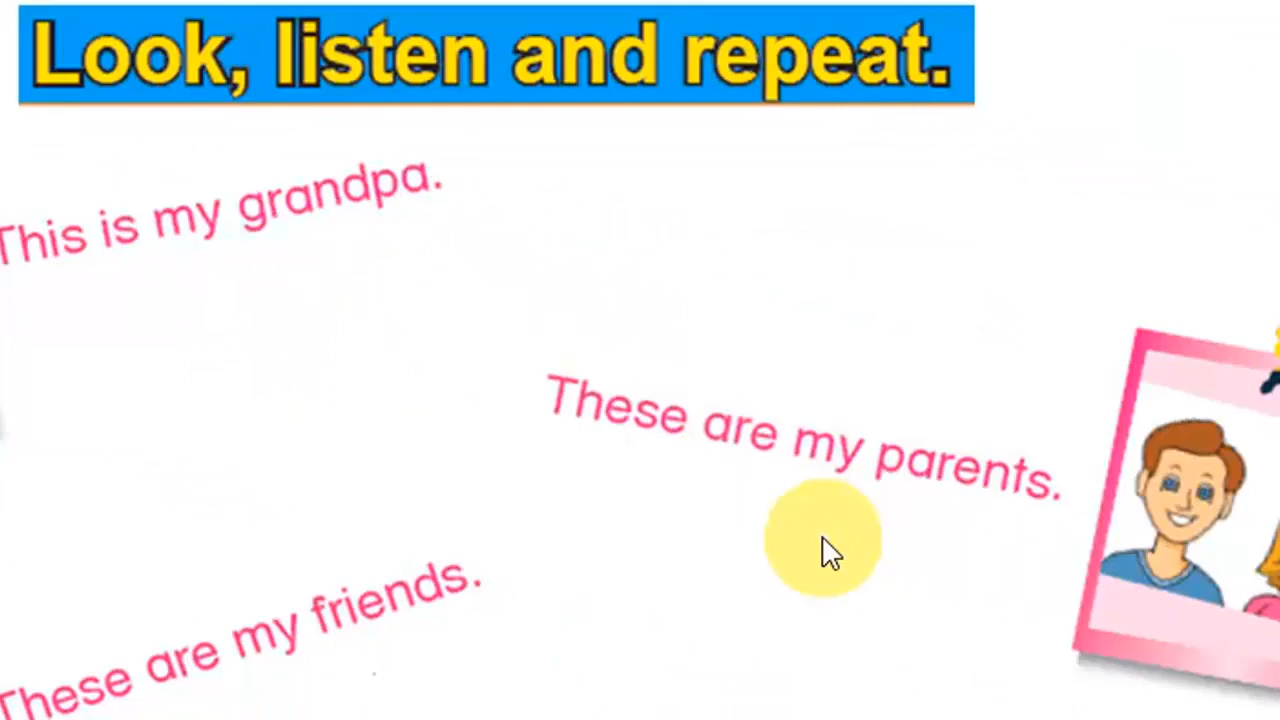 Look, listen and repeat.
This is my grandpa.
These are my parents.
These are my friends.